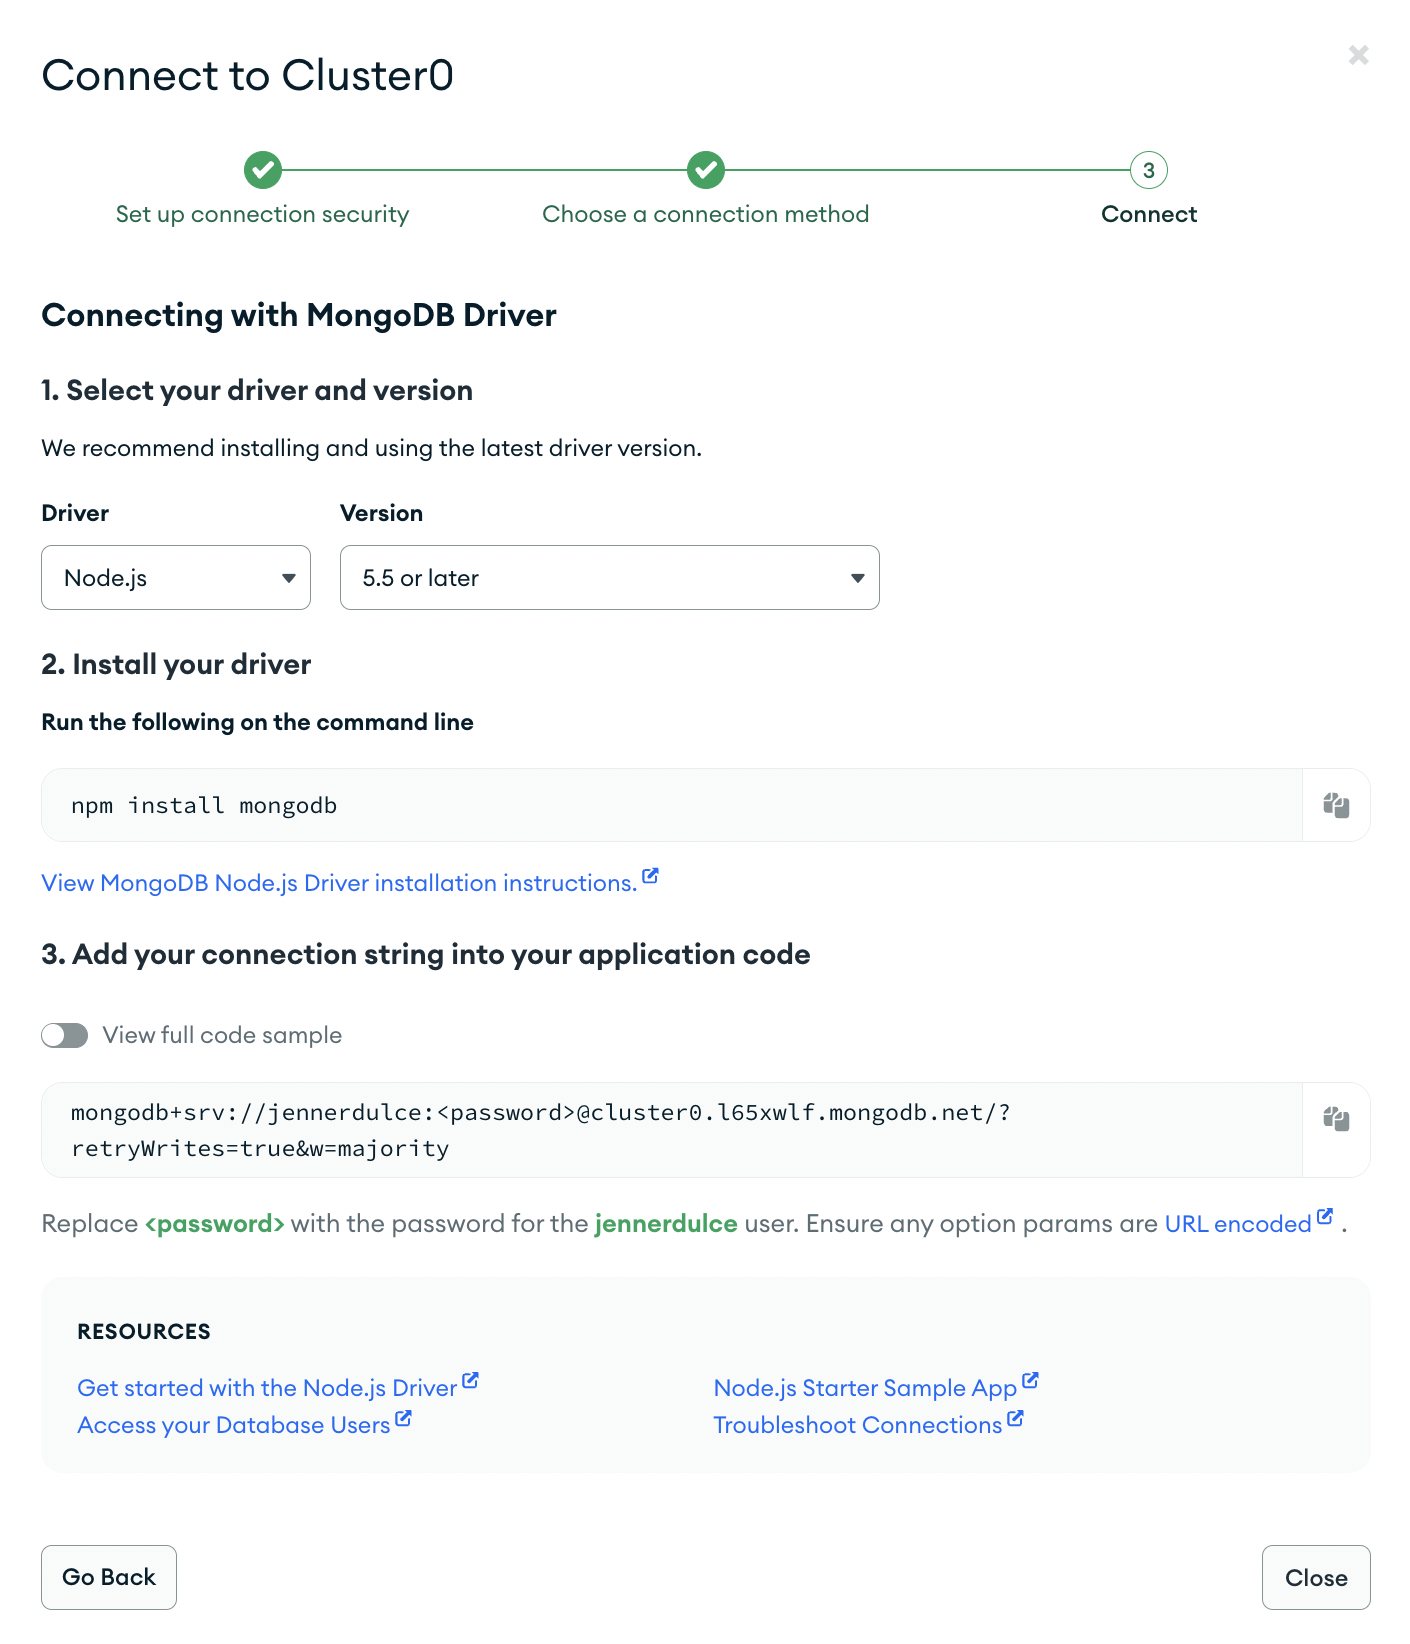 Connect to Cluster0
3
Set up connection security
Choose a connection method
Connect
Connecting with MongoDB Driver
1. Select your driver and version
We recommend installing and using the latest driver version.
Driver
Version
Node.js
5.5 or later
2. Install your driver
Run the following on the command line
npm install mongodb
View MongoDB Node.js Driver installation instructions.
3. Add your connection string into your application code
View full code sample
mongodb+srv://jennerdulce:<password>@cluster0.l65xwlf.mongodb.net/?
retryWrites=true&w=majority
Replace <password> with the password for the jennerdulce user. Ensure any option params are URL encoded .
RESOURCES
Get started with the Node.js Driver
Node.js Starter Sample App
Access your Database Users
Troubleshoot Connections
Go Back
Close